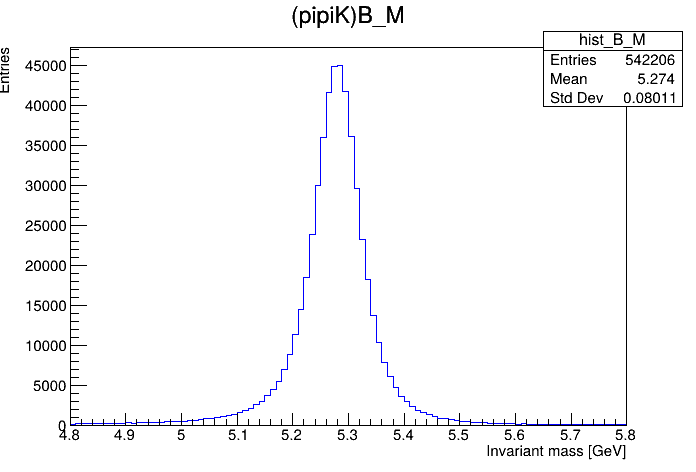 (pipiK)B_M
hist_B_M
Entries 542206
Mean 5.274
Std Dev 0.08011
Entries
45000
40000
35000
30000
25000
20000
15000
10000
5000
0
4.8 4.9 5 5.1 5.2 5.3 5.4 5.5 5.6 5.7 5.8
Invariant mass [GeV]